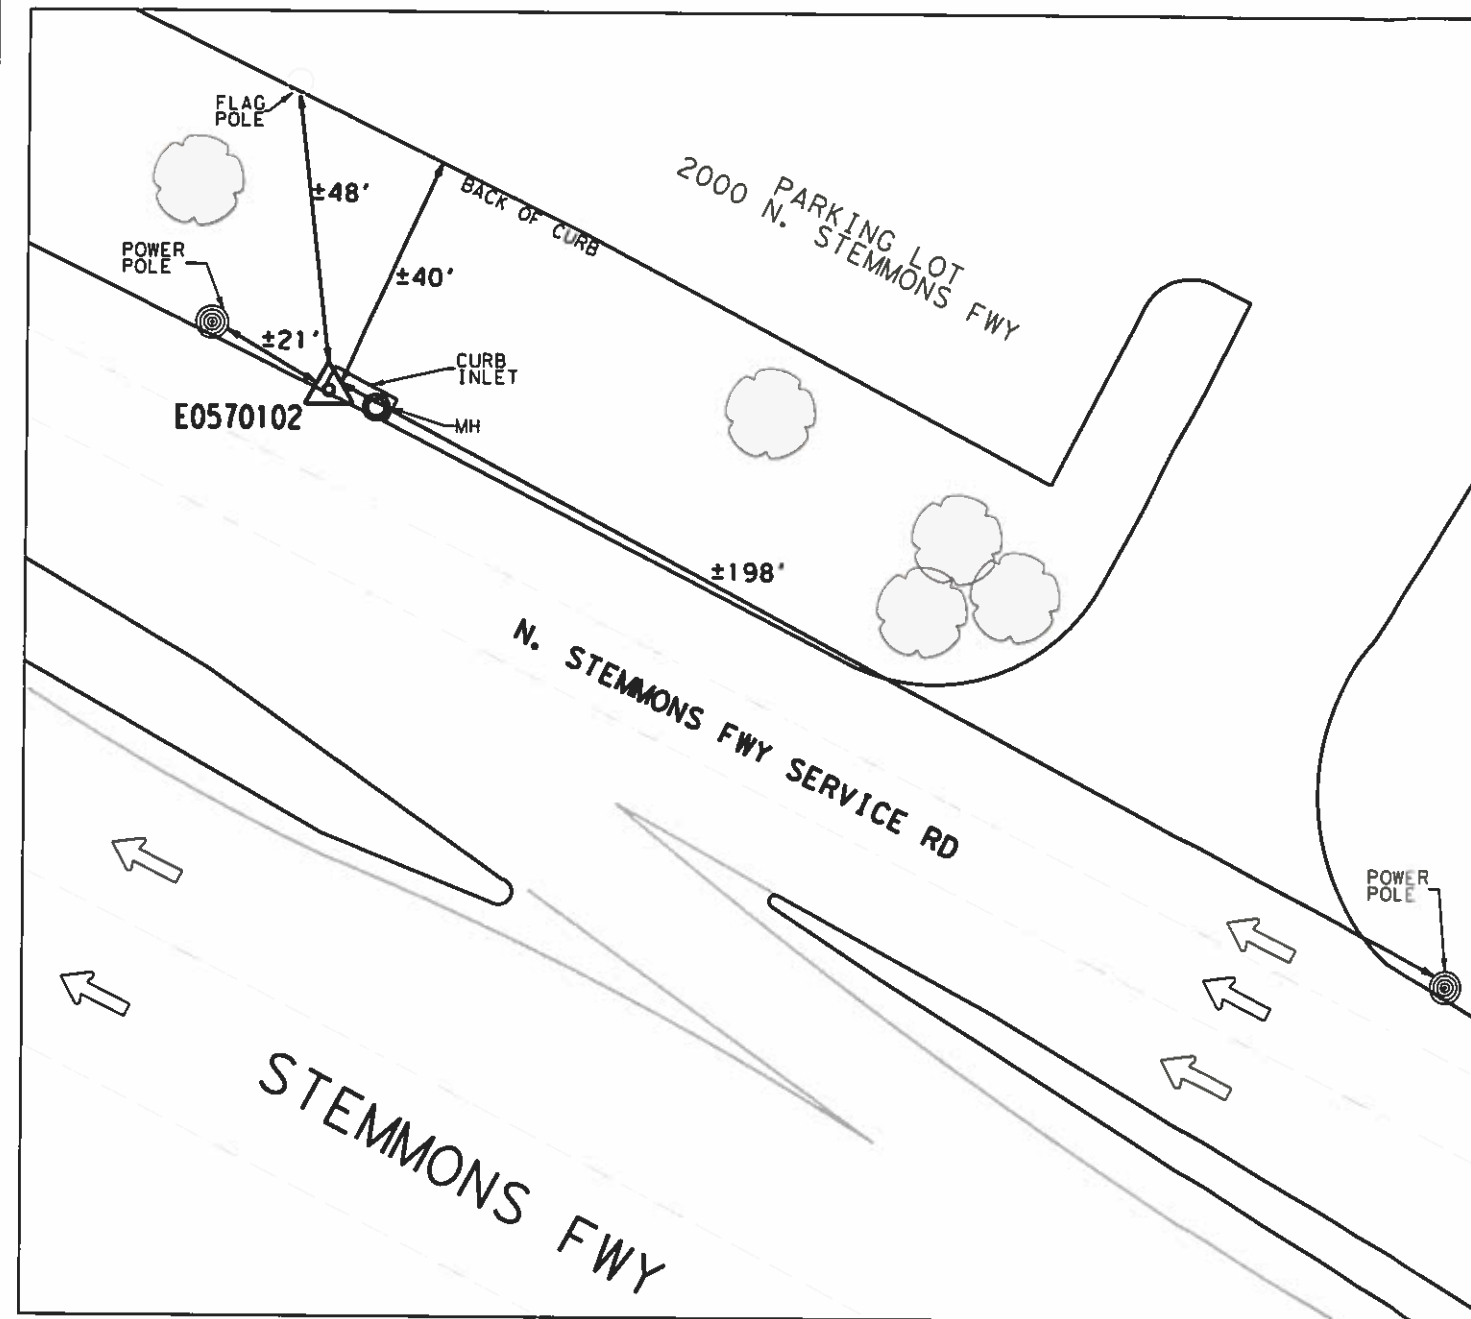 FLAG
POLE
±48'
BACK OF CURB
PARKING LOT
2000 N. STEMMONS FWY
POWER
POLE
±40'
±21'
CURB
INLET
E0570102
MH
±198'
N. STEMMONS FWY SERVICE RD
POWER
POLE
STEMMONS FWY